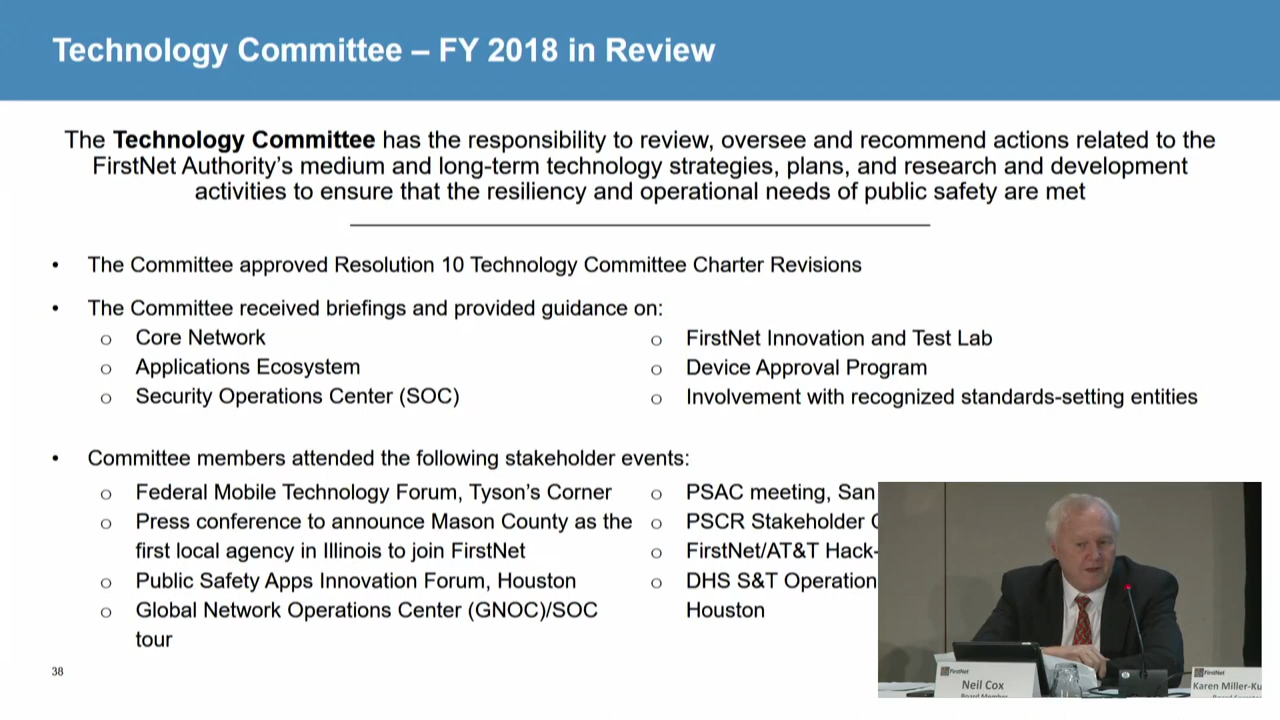 Technology Committee – FY 2018 in Review
The Technology Committee has the responsibility to review, oversee and recommend actions related to the
FirstNet Authority’s medium and long-term technology strategies, plans, and research and development
activities to ensure that the resiliency and operational needs of public safety are met
• The Committee approved Resolution 10 Technology Committee Charter Revisions
• The Committee received briefings and provided guidance on:
o Core Network
o Applications Ecosystem
o Security Operations Center (SOC)
o FirstNet Innovation and Test Lab
o Device Approval Program
o Involvement with recognized standards-setting entities
• Committee members attended the following stakeholder events:
o Federal Mobile Technology Forum, Tyson’s Corner
o Press conference to announce Mason County as the
first local agency in Illinois to join FirstNet
o Public Safety Apps Innovation Forum, Houston
o Global Network Operations Center (GNOC)/SOC
tour
o PSAC meeting, San
o PSCR Stakeholder
o FirstNet/AT&T Hack-
o DHS S&T Operation
Houston
38
FirstNet
Neil Cox
Board Member
FirstNet
Karen Miller-Ku